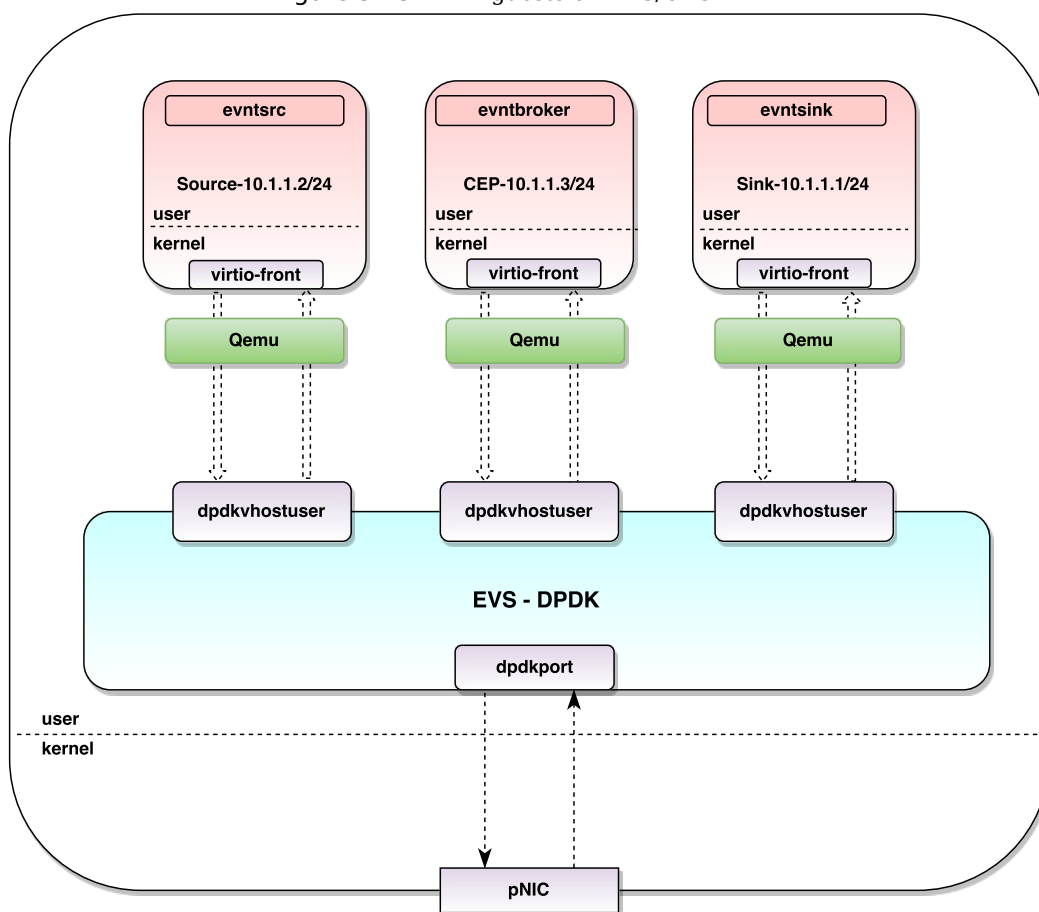 evntsrc
evntbroker
evntsink
Source-10.1.1.2/24
CEP-10.1.1.3/24
Sink-10.1.1.1/24
user
user
user
kernel
kernel
kernel
virtio-front
virtio-front
virtio-front
Qemu
Qemu
Qemu
dpdkvhostuser
dpdkvhostuser
dpdkvhostuser
EVS - DPDK
dpdkport
user
kernel
pNIC